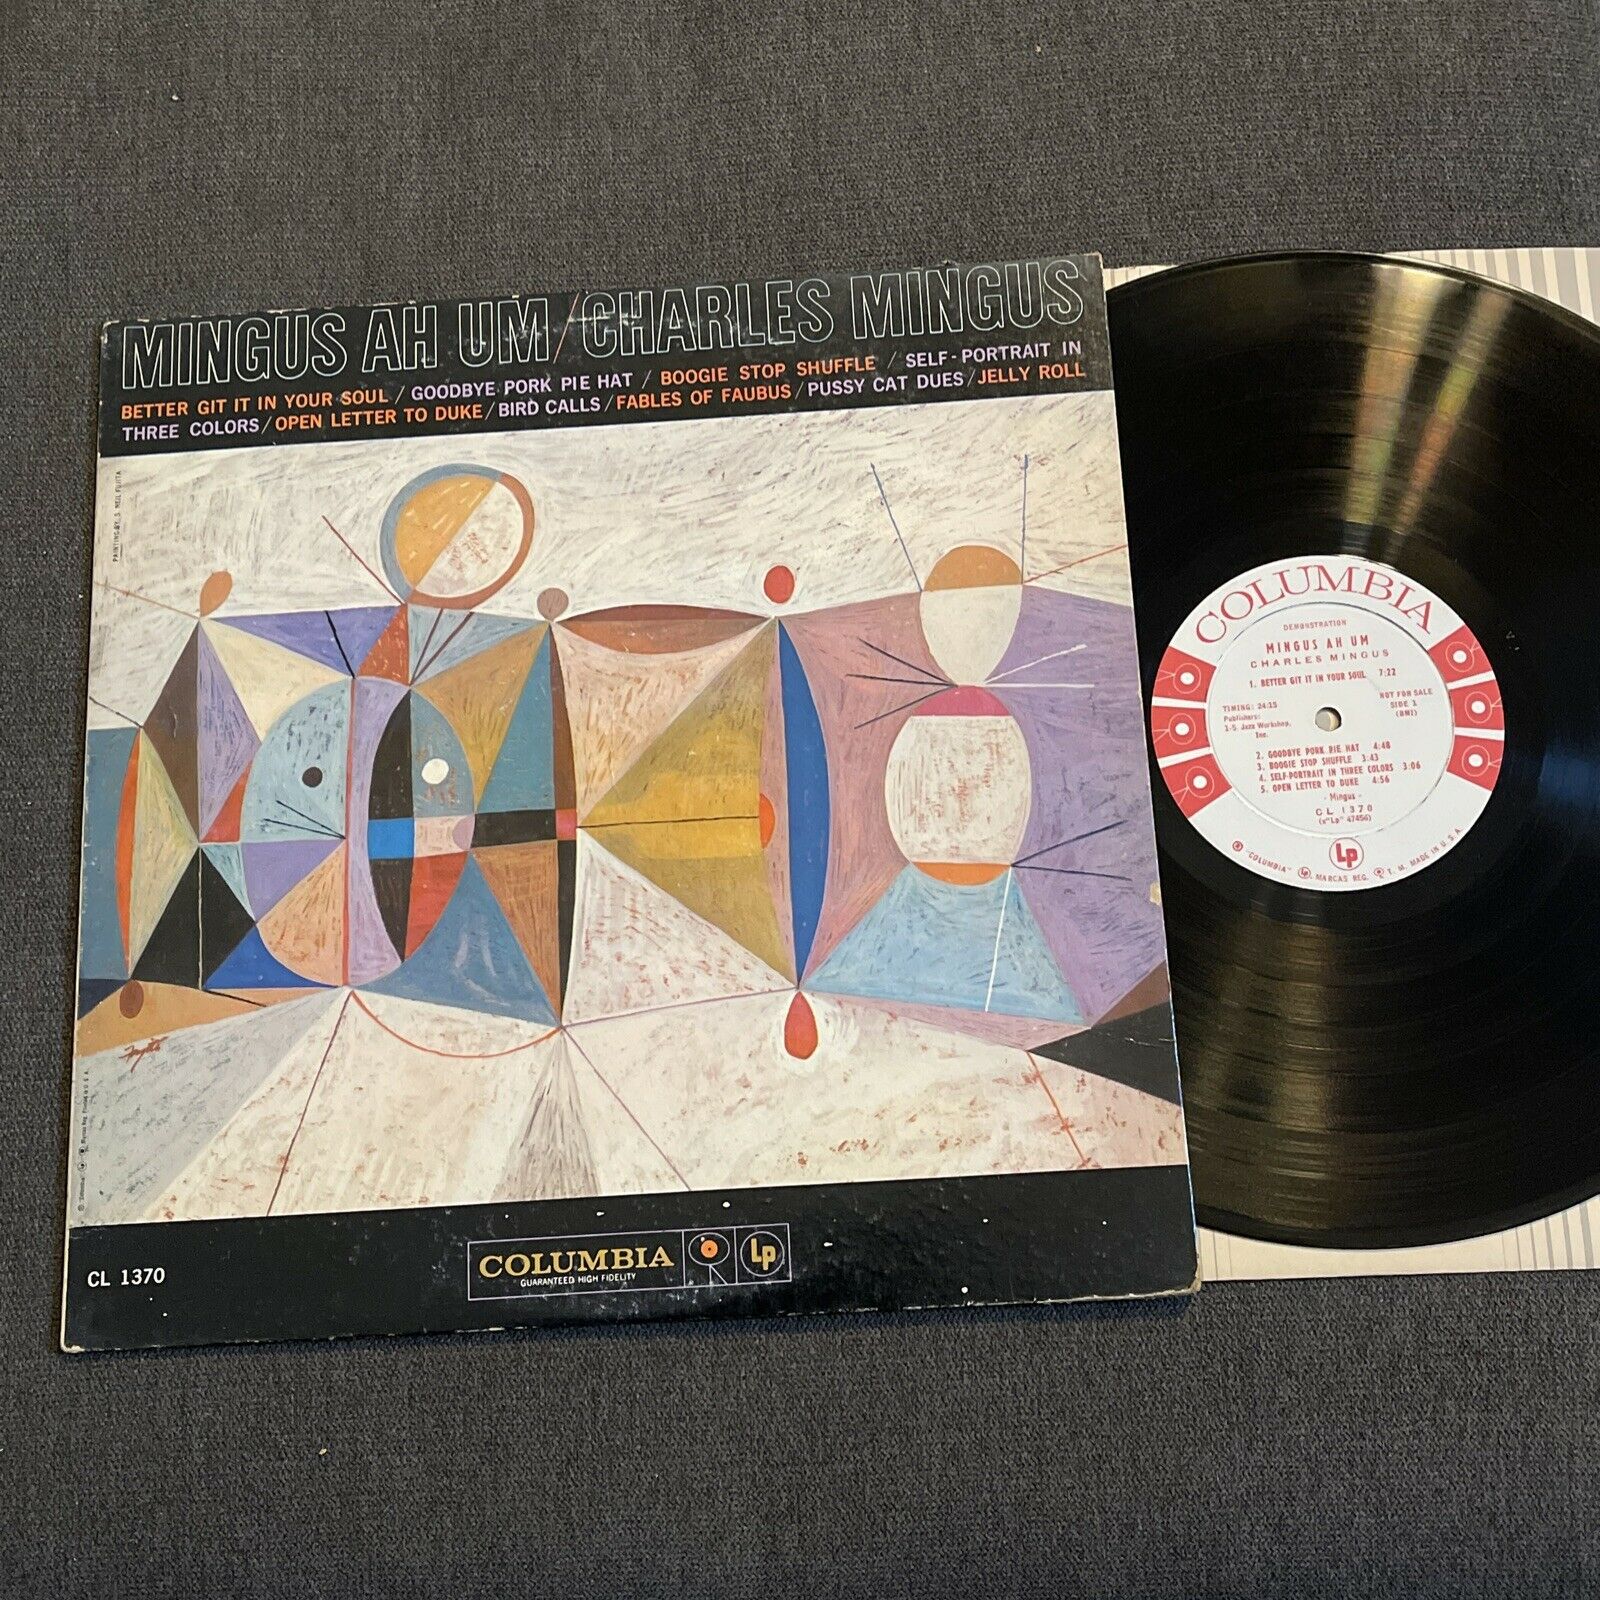 MINGUS AH UM/CHARLES MINGUS
BETTER GIT IT IN YOUR SOUL / GOODBYE PORK PIE HAT / BOOGIE STOP SHUFFLE / SELF-PORTRAIT IN
THREE COLORS/OPEN LETTER TO DUKE/BIRD CALLS/FABLES OF FAUBUS/PUSSY CAT DUES/JELLY ROLL
PAINTING BY S. NEIL FUJITA
Fujita
CL 1370
COLUMBIA
GUARANTEED HIGH FIDELITY
Lp
COLUMBIA
DEMONSTRATION
MINGUS AH UM
CHARLES MINGUS
1. BETTER GIT IT IN YOUR SOUL 7:22
NOT FOR SALE
TIMING: 24:15
SIDE 1
Publishers:
(BMI)
1-5. Jazz Workshop,
Inc.
2. GOODBYE PORK PIE HAT 4:48
3. BOOGIE STOP SHUFFLE 3:43
4. SELF-PORTRAIT IN THREE COLORS 3:06
5. OPEN LETTER TO DUKE 4:56
- Mingus -
CL 1370
(x"Lp" 47456)
Lp
"COLUMBIA" MARCAS REG. T. M. MADE IN U.S.A.